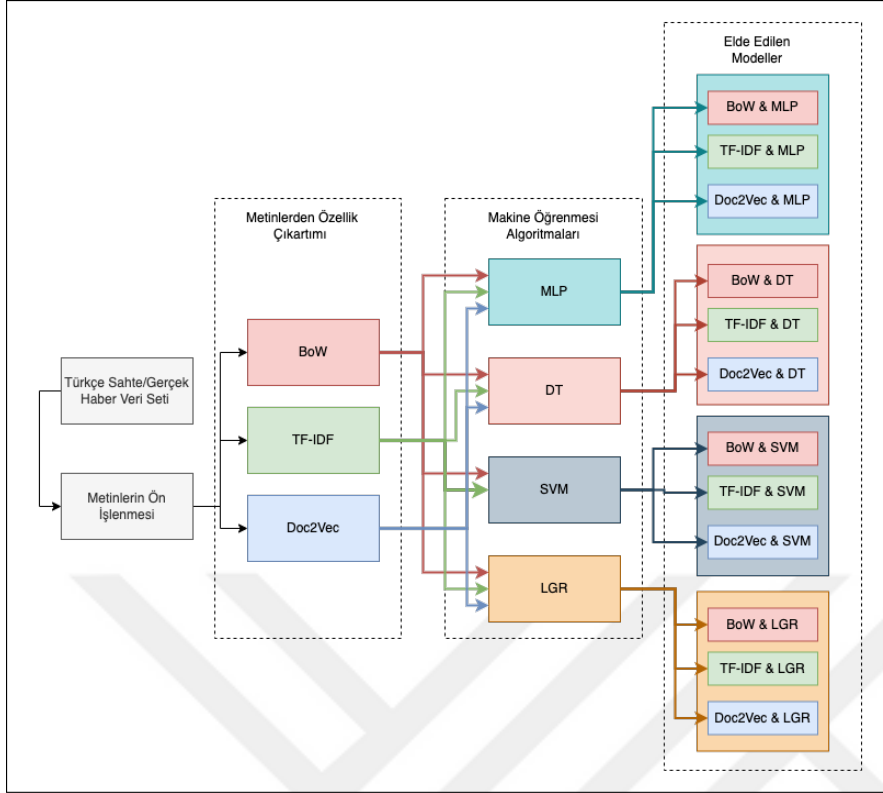 Türkçe Sahte/Gerçek
Haber Veri Seti
Metinlerin Ön
İşlenmesi
Metinlerden Özellik
Çıkartımı
BoW
TF-IDF
Doc2Vec
Makine Öğrenmesi
Algoritmaları
MLP
DT
SVM
LGR
Elde Edilen
Modeller
BoW & MLP
TF-IDF & MLP
Doc2Vec & MLP
BoW & DT
TF-IDF & DT
Doc2Vec & DT
BoW & SVM
TF-IDF & SVM
Doc2Vec & SVM
BoW & LGR
TF-IDF & LGR
Doc2Vec & LGR